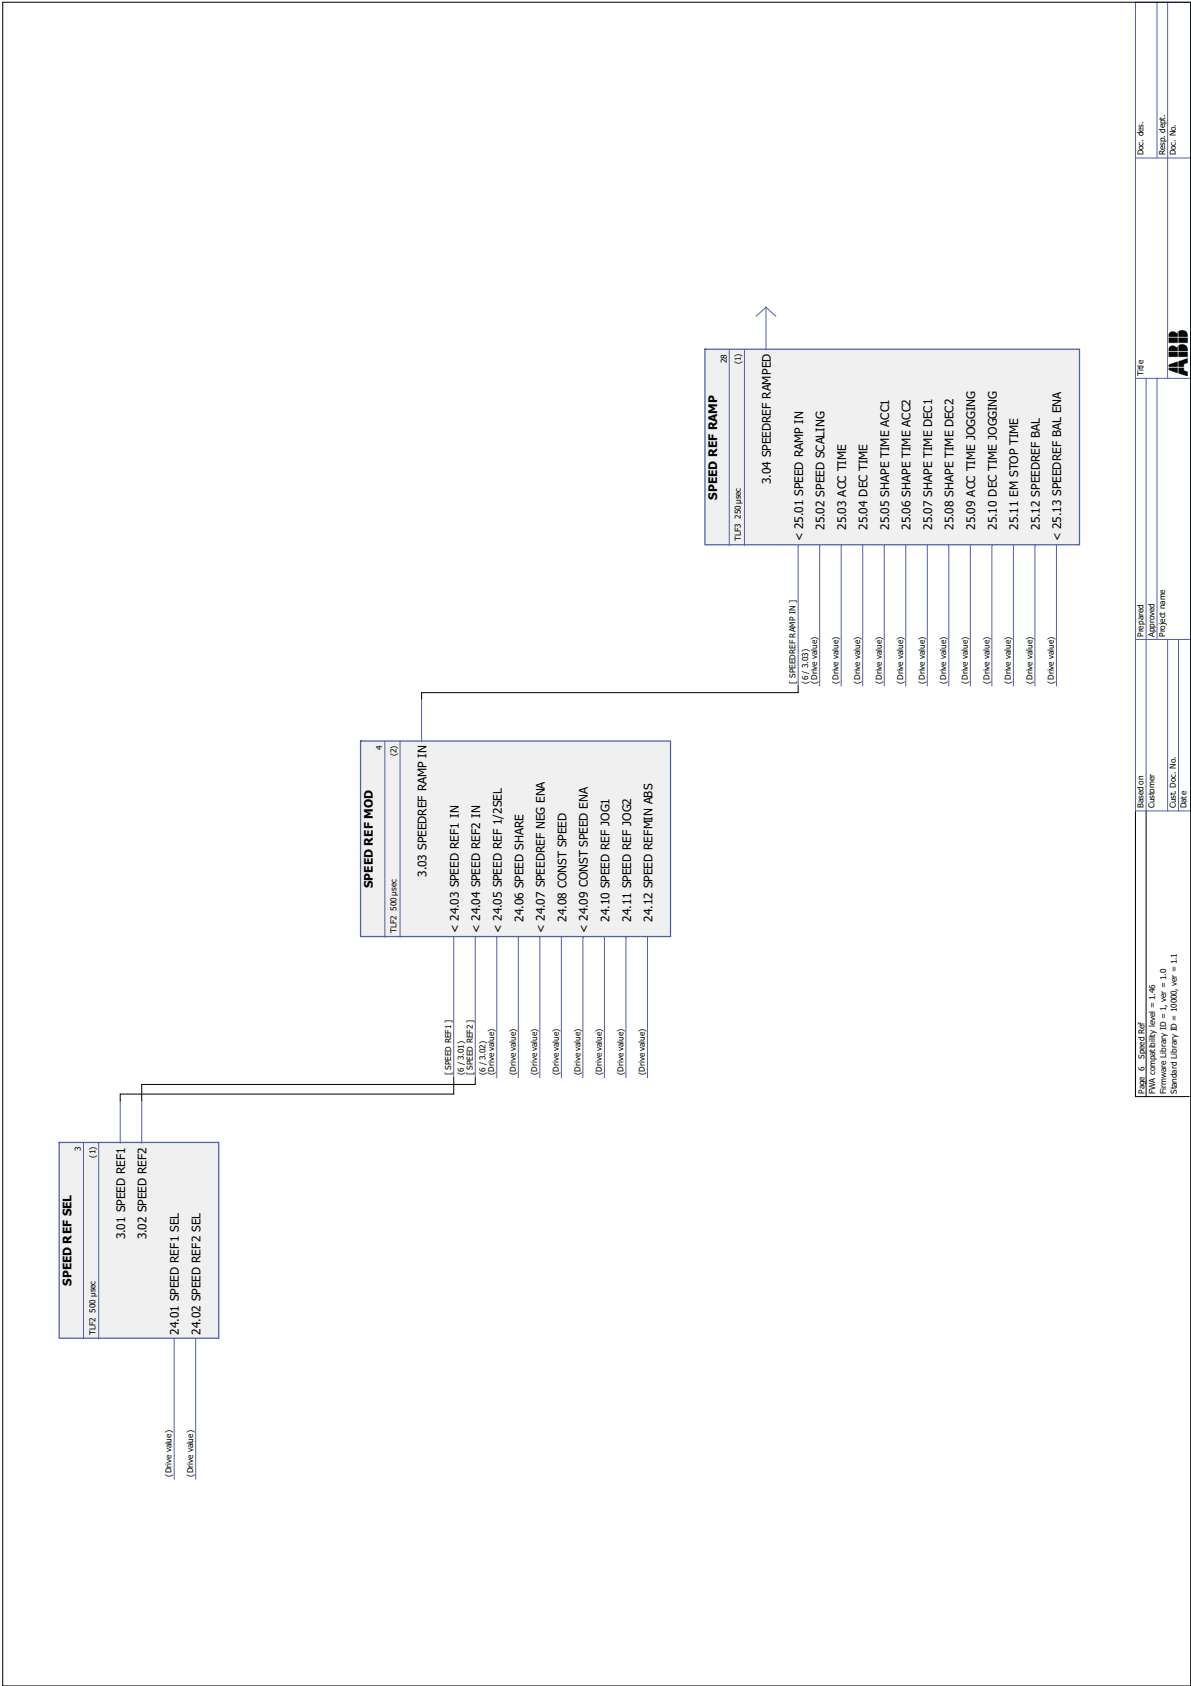 SPEED REF SEL
3
TLF2 500 µsec
(1)
3.01 SPEED REF1
3.02 SPEED REF2
24.01 SPEED REF1 SEL
24.02 SPEED REF2 SEL
(Drive value)
(Drive value)
SPEED REF MOD
4
TLF2 500 µsec
(2)
3.03 SPEEDREF RAMP IN
[ SPEED REF1 ]
(6 / 3.01)
< 24.03 SPEED REF1 IN
[ SPEED REF2 ]
(6 / 3.02)
< 24.04 SPEED REF2 IN
(Drive value)
< 24.05 SPEED REF 1/2SEL
(Drive value)
24.06 SPEED SHARE
(Drive value)
< 24.07 SPEEDREF NEG ENA
(Drive value)
24.08 CONST SPEED
(Drive value)
< 24.09 CONST SPEED ENA
(Drive value)
24.10 SPEED REF JOG1
(Drive value)
24.11 SPEED REF JOG2
(Drive value)
24.12 SPEED REFMIN ABS
SPEED REF RAMP
28
TLF3 250 µsec
(1)
3.04 SPEEDREF RAMPED
[ SPEEDREF RAMP IN ]
(6 / 3.03)
< 25.01 SPEED RAMP IN
(Drive value)
25.02 SPEED SCALING
(Drive value)
25.03 ACC TIME
(Drive value)
25.04 DEC TIME
(Drive value)
25.05 SHAPE TIME ACC1
(Drive value)
25.06 SHAPE TIME ACC2
(Drive value)
25.07 SHAPE TIME DEC1
(Drive value)
25.08 SHAPE TIME DEC2
(Drive value)
25.09 ACC TIME JOGGING
(Drive value)
25.10 DEC TIME JOGGING
(Drive value)
25.11 EM STOP TIME
(Drive value)
25.12 SPEEDREF BAL
(Drive value)
< 25.13 SPEEDREF BAL ENA
Page 6 Speed Ref
FWA compatibility level = 1.46
Firmware Library ID = 1, ver = 1.0
Standard Library ID = 10000, ver = 1.1
Based on
Customer
Cust. Doc. No.
Date
Prepared
Approved
Project name
Title
ABB
Doc. des.
Resp. dept.
Doc. No.